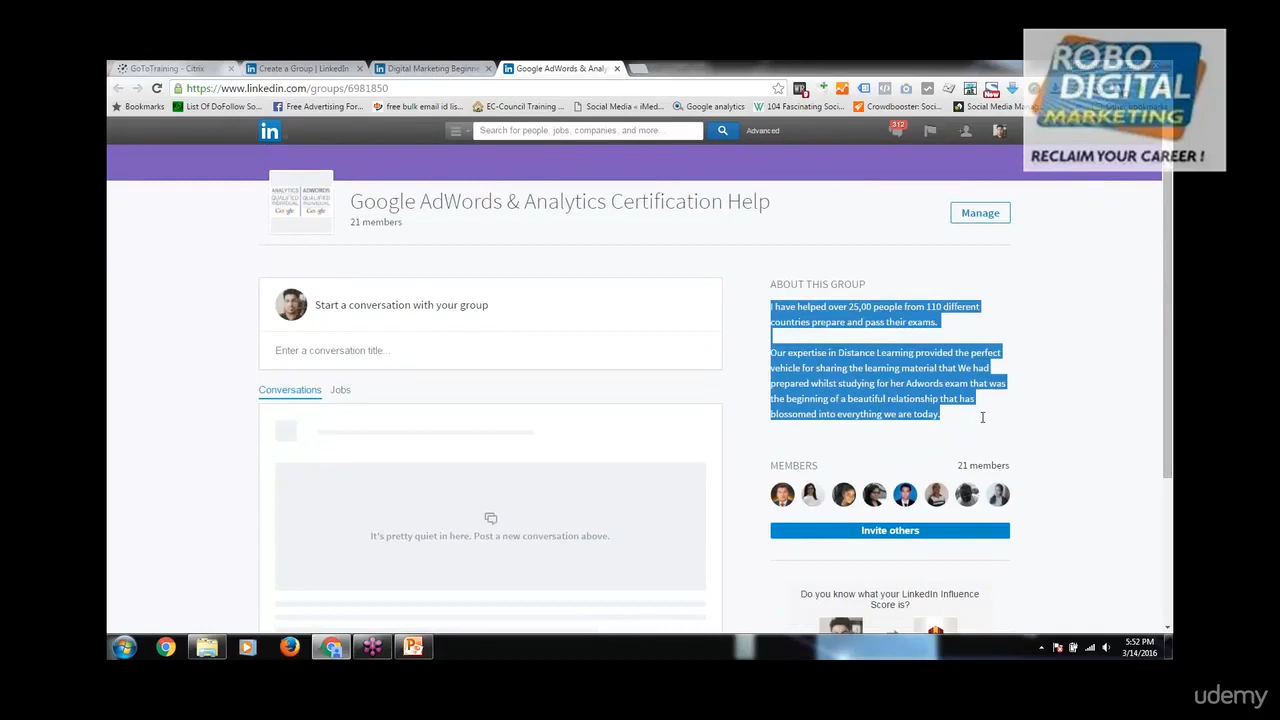 ROBO
DIGITAL
MARKETING
RECLAIM YOUR CAREER !
GoToTraining - Citrix
Create a Group | LinkedIn
Digital Marketing Beginne
Google AdWords & Analy
https://www.linkedin.com/groups/6981850
Bookmarks
List Of DoFollow So...
Free Advertising For...
free bulk email id lis...
EC-Council Training ...
Social Media « iMed...
Google analytics
104 Fascinating Soci...
Crowdbooster: Soci...
Social Media Man
in
Search for people, jobs, companies, and more...
Advanced
312
ANALYTICS ADWORDS
Google Google
Google AdWords & Analytics Certification Help
21 members
Manage
Start a conversation with your group
Enter a conversation title...
Conversations Jobs
It's pretty quiet in here. Post a new conversation above.
ABOUT THIS GROUP
I have helped over 25,00 people from 110 different
countries prepare and pass their exams.
Our expertise in Distance Learning provided the perfect
vehicle for sharing the learning material that We had
prepared whilst studying for her Adwords exam that was
the beginning of a beautiful relationship that has
blossomed into everything we are today.
MEMBERS
21 members
Invite others
Do you know what your LinkedIn Influence
Score is?
5:52 PM
3/14/2016
udemy